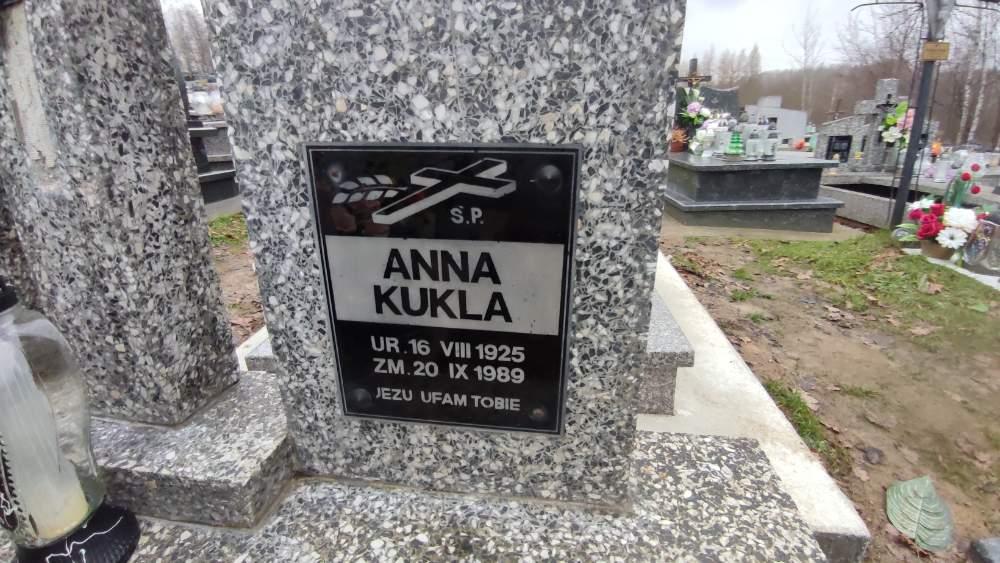 Ś.P.
ANNA
KUKLA
UR. 16 VIII 1925
ZM. 20 IX 1989
JEZU UFAM TOBIE